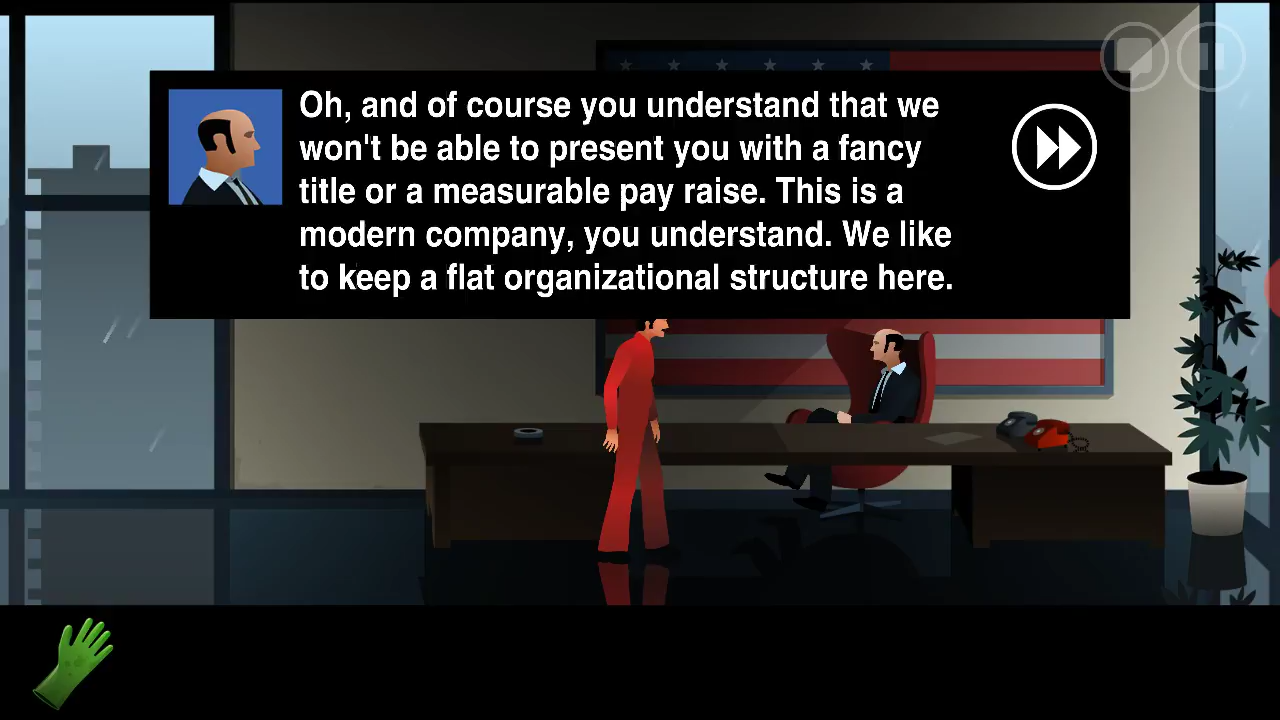 Oh, and of course you understand that we
won't be able to present you with a fancy
title or a measurable pay raise. This is a
modern company, you understand. We like
to keep a flat organizational structure here.